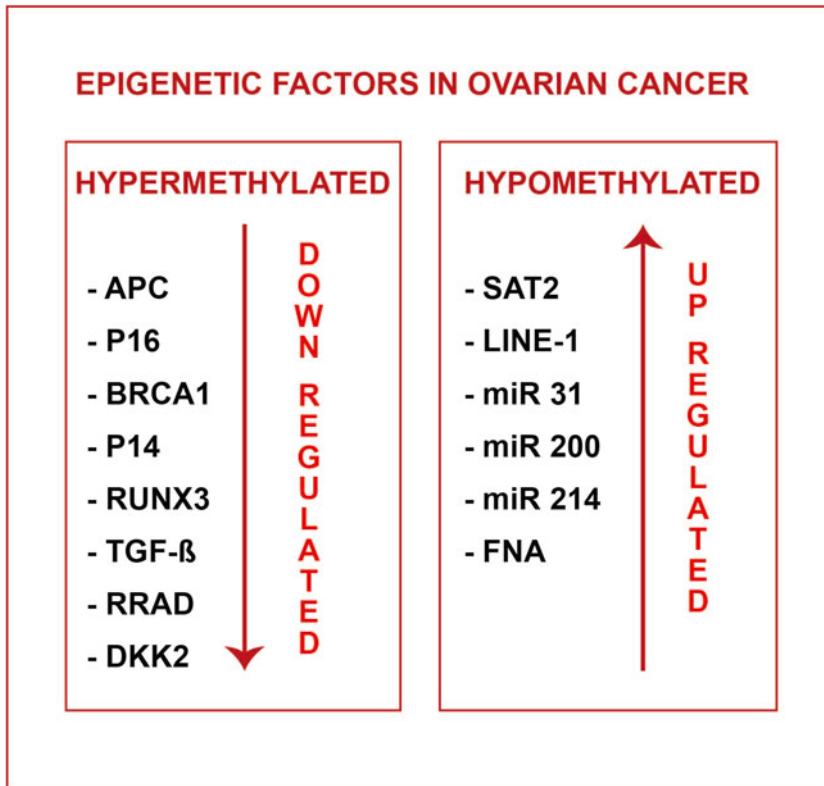 EPIGENETIC FACTORS IN OVARIAN CANCER
HYPERMETHYLATED
- APC
- P16
- BRCA1
- P14
- RUNX3
- TGF-ß
- RRAD
- DKK2
DOWN REGULATED
HYPOMETHYLATED
- SAT2
- LINE-1
- miR 31
- miR 200
- miR 214
- FNA
UP REGULATED